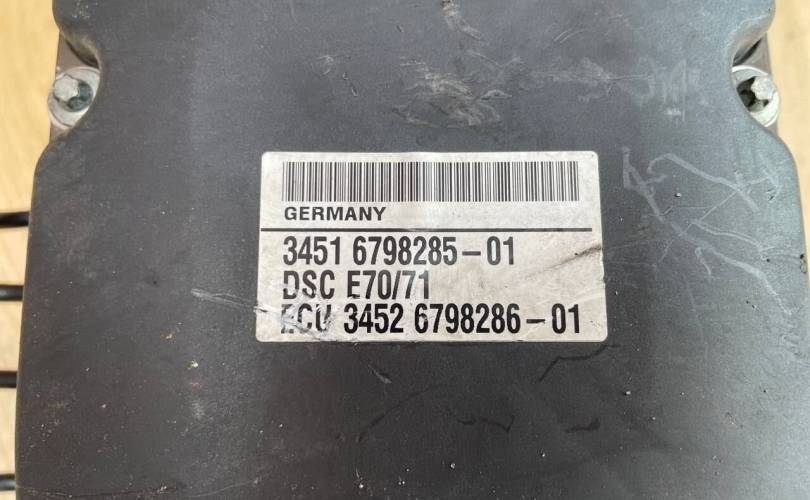 GERMANY
3451 6798285-01
DSC E70/71
ECU 3452 6798286-01